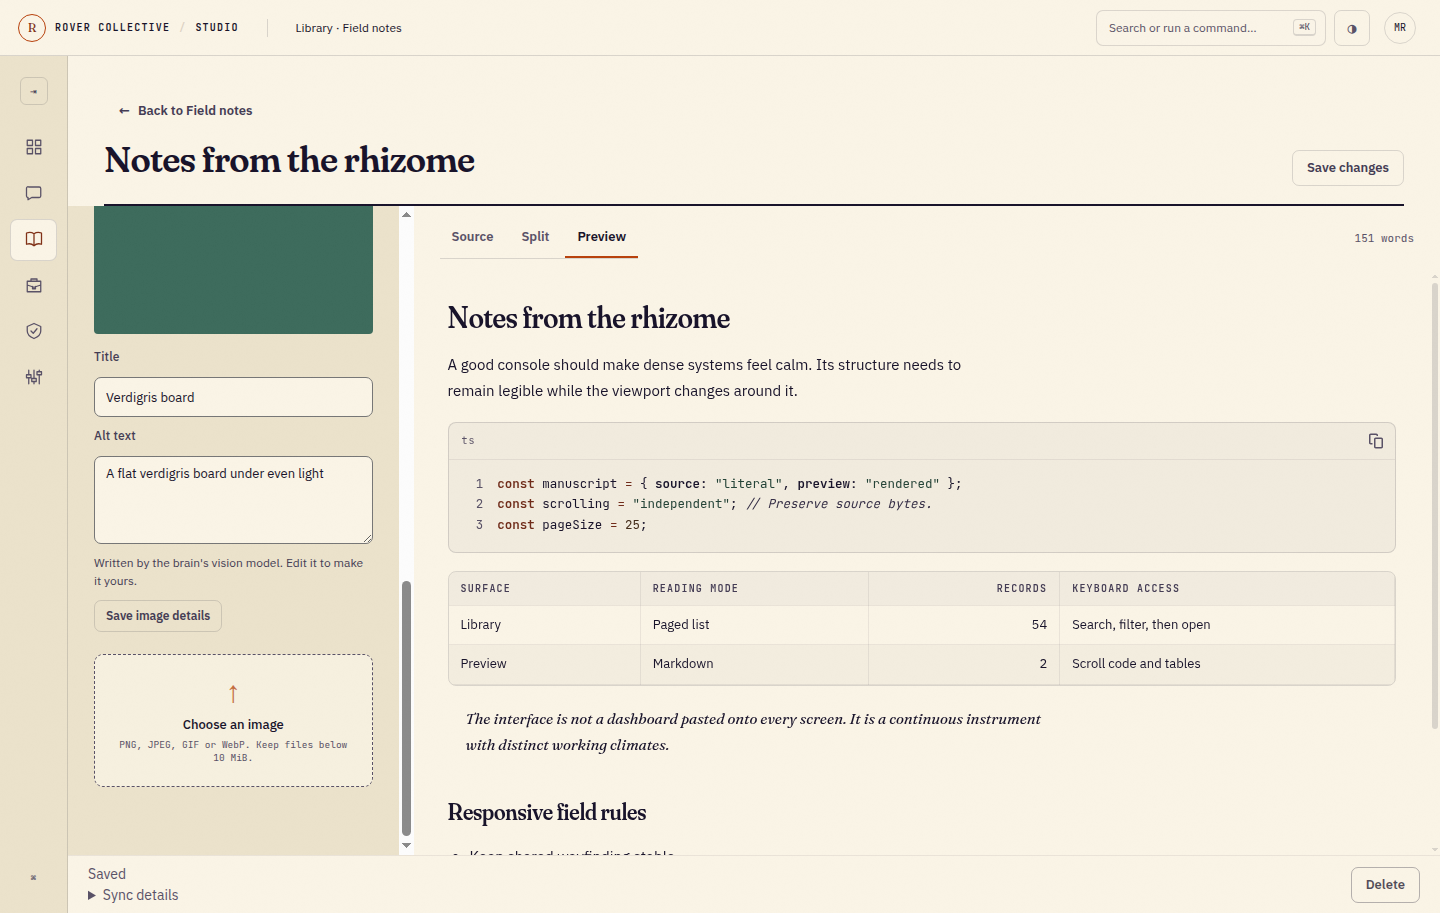 R ROVER COLLECTIVE / STUDIO
Library · Field notes
Search or run a command... ⌘K
MR
← Back to Field notes
Notes from the rhizome
Save changes
Title
Verdigris board
Alt text
A flat verdigris board under even light
Written by the brain's vision model. Edit it to make
it yours.
Save image details
↑
Choose an image
PNG, JPEG, GIF or WebP. Keep files below
10 MiB.
Source Split Preview
151 words
Notes from the rhizome
A good console should make dense systems feel calm. Its structure needs to
remain legible while the viewport changes around it.
ts
1 const manuscript = { source: "literal", preview: "rendered" };
2 const scrolling = "independent"; // Preserve source bytes.
3 const pageSize = 25;
SURFACE READING MODE RECORDS KEYBOARD ACCESS
Library Paged list 54 Search, filter, then open
Preview Markdown 2 Scroll code and tables
The interface is not a dashboard pasted onto every screen. It is a continuous instrument
with distinct working climates.
Responsive field rules
Keep shared wayfinding stable
⌘
Saved
▶ Sync details
Delete